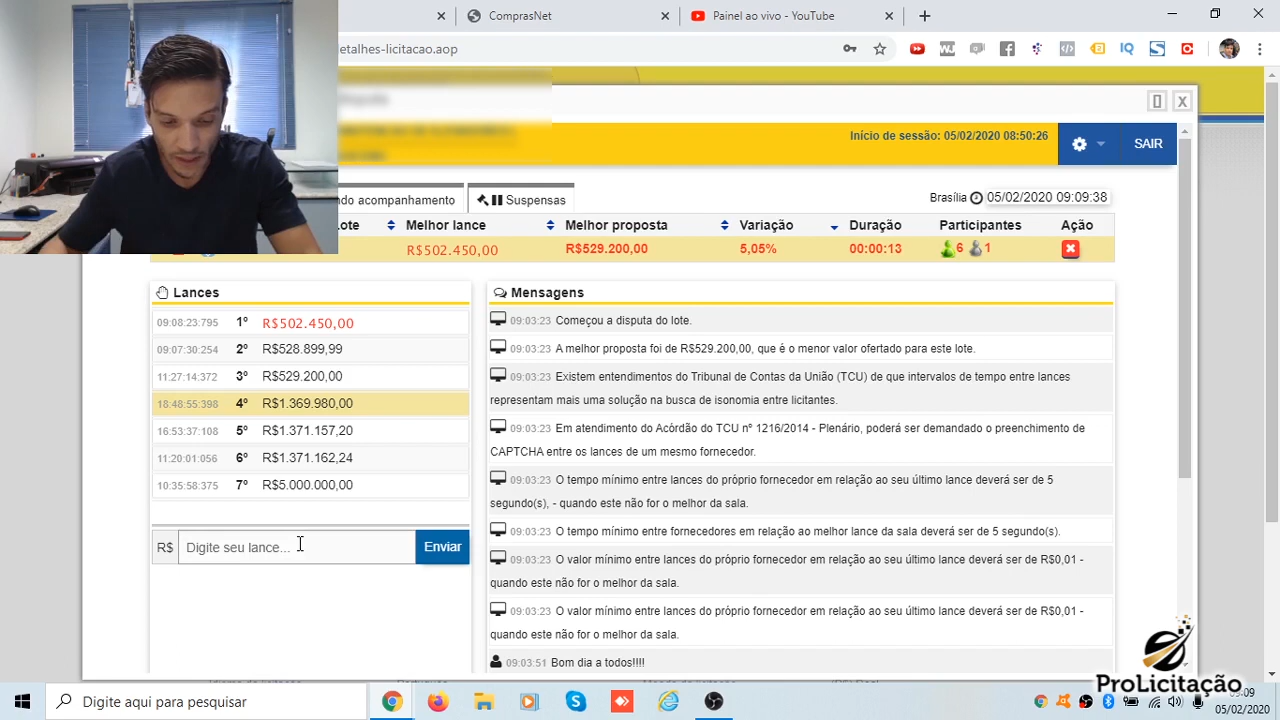 ComprasNet
Painel ao vivo - YouTube
etalhes-licitacao.aop
Início de sessão: 05/02/2020 08:50:26
SAIR
ndo acompanhamento
Suspensas
Brasília 05/02/2020 09:09:38
ote Melhor lance Melhor proposta Variação Duração Participantes Ação
R$502.450,00 R$529.200,00 5,05% 00:00:13 6 1
Lances
09:08:23:795 1º R$502.450,00
09:07:30:254 2º R$528.899,99
11:27:14:372 3º R$529.200,00
18:48:55:398 4º R$1.369.980,00
16:53:37:108 5º R$1.371.157,20
11:20:01:056 6º R$1.371.162,24
10:35:58:375 7º R$5.000.000,00
R$ Digite seu lance... Enviar
Mensagens
09:03:23 Começou a disputa do lote.
09:03:23 A melhor proposta foi de R$529.200,00, que é o menor valor ofertado para este lote.
09:03:23 Existem entendimentos do Tribunal de Contas da União (TCU) de que intervalos de tempo entre lances
representam mais uma solução na busca de isonomia entre licitantes.
09:03:23 Em atendimento do Acórdão do TCU nº 1216/2014 - Plenário, poderá ser demandado o preenchimento de
CAPTCHA entre os lances de um mesmo fornecedor.
09:03:23 O tempo mínimo entre lances do próprio fornecedor em relação ao seu último lance deverá ser de 5
segundo(s), - quando este não for o melhor da sala.
09:03:23 O tempo mínimo entre fornecedores em relação ao melhor lance da sala deverá ser de 5 segundo(s).
09:03:23 O valor mínimo entre lances do próprio fornecedor em relação ao seu último lance deverá ser de R$0,01 -
quando este não for o melhor da sala.
09:03:23 O valor mínimo entre lances do próprio fornecedor em relação ao seu último lance deverá ser de R$0,01 -
quando este não for o melhor da sala.
09:03:51 Bom dia a todos!!!!
ProLicitação
Digite aqui para pesquisar
09:09
05/02/2020